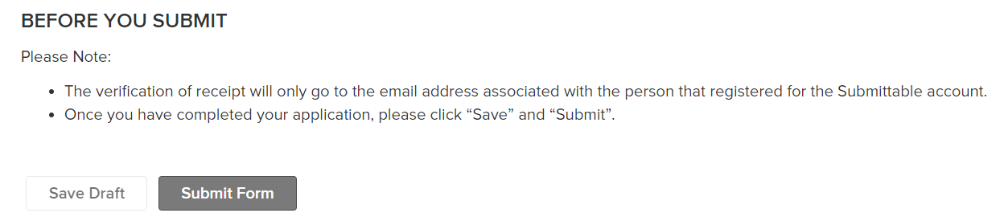 BEFORE YOU SUBMIT
Please Note:
• The verification of receipt will only go to the email address associated with the person that registered for the Submittable account.
• Once you have completed your application, please click “Save” and “Submit”.
Save Draft Submit Form